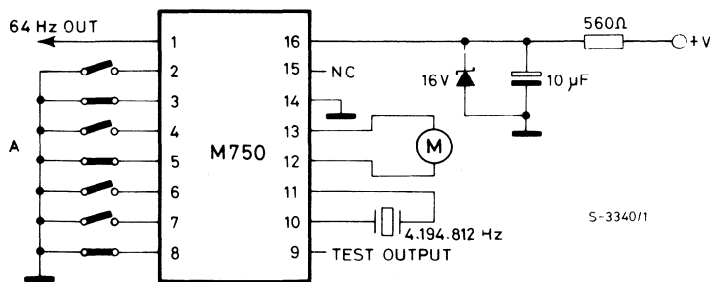 64 Hz OUT
1
2
3
4
5
6
7
8
A
M750
16
15
14
13
12
11
10
9
NC
TEST OUTPUT
4.194.812 Hz
M
16V
10 µF
560Ω
+V
S-3340/1